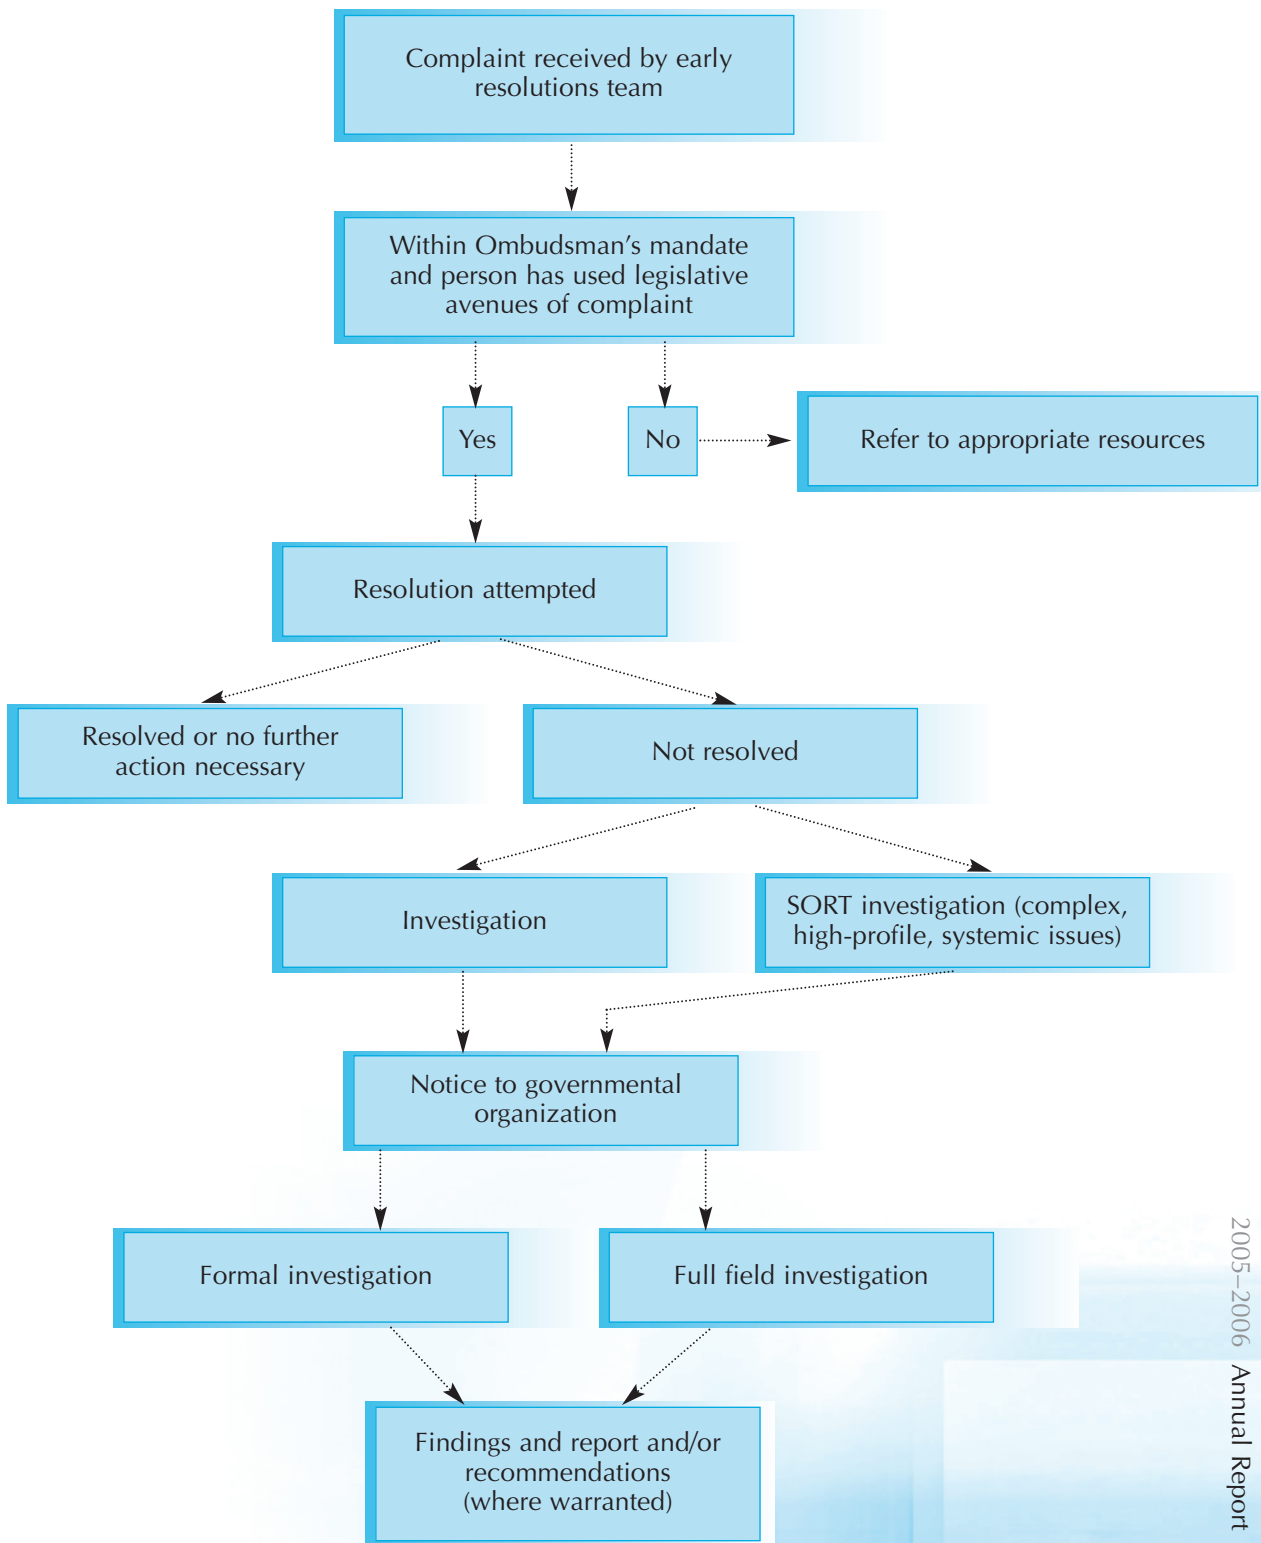 Complaint received by early
resolutions team
Within Ombudsman’s mandate
and person has used legislative
avenues of complaint
Yes
No
Refer to appropriate resources
Resolution attempted
Resolved or no further
action necessary
Not resolved
Investigation
SORT investigation (complex,
high-profile, systemic issues)
Notice to governmental
organization
Formal investigation
Full field investigation
Findings and report and/or
recommendations
(where warranted)
2005–2006 Annual Report